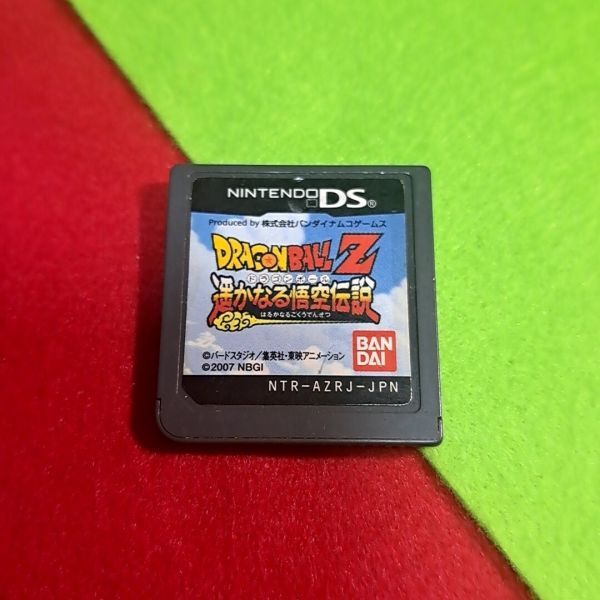 NINTENDO DS®
Produced by 株式会社バンダイナムコゲームス
DRAGON BALL Z
ドラゴンボール
遥かなる悟空伝説
はるかなるごくうでんせつ
©バードスタジオ/集英社・東映アニメーション
©2007 NBGI
BAN
DAI
NTR-AZRJ-JPN